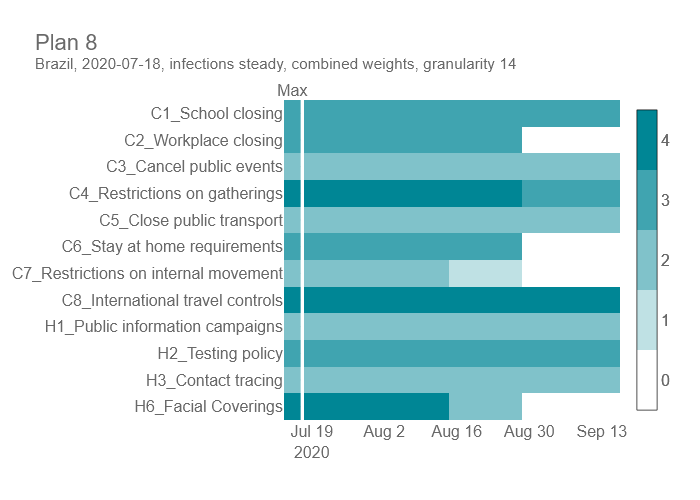 Plan 8
Brazil, 2020-07-18, infections steady, combined weights, granularity 14
Max
C1_School closing
C2_Workplace closing
C3_Cancel public events
C4_Restrictions on gatherings
C5_Close public transport
C6_Stay at home requirements
C7_Restrictions on internal movement
C8_International travel controls
H1_Public information campaigns
H2_Testing policy
H3_Contact tracing
H6_Facial Coverings
4
3
2
1
0
Jul 19 Aug 2 Aug 16 Aug 30 Sep 13
2020